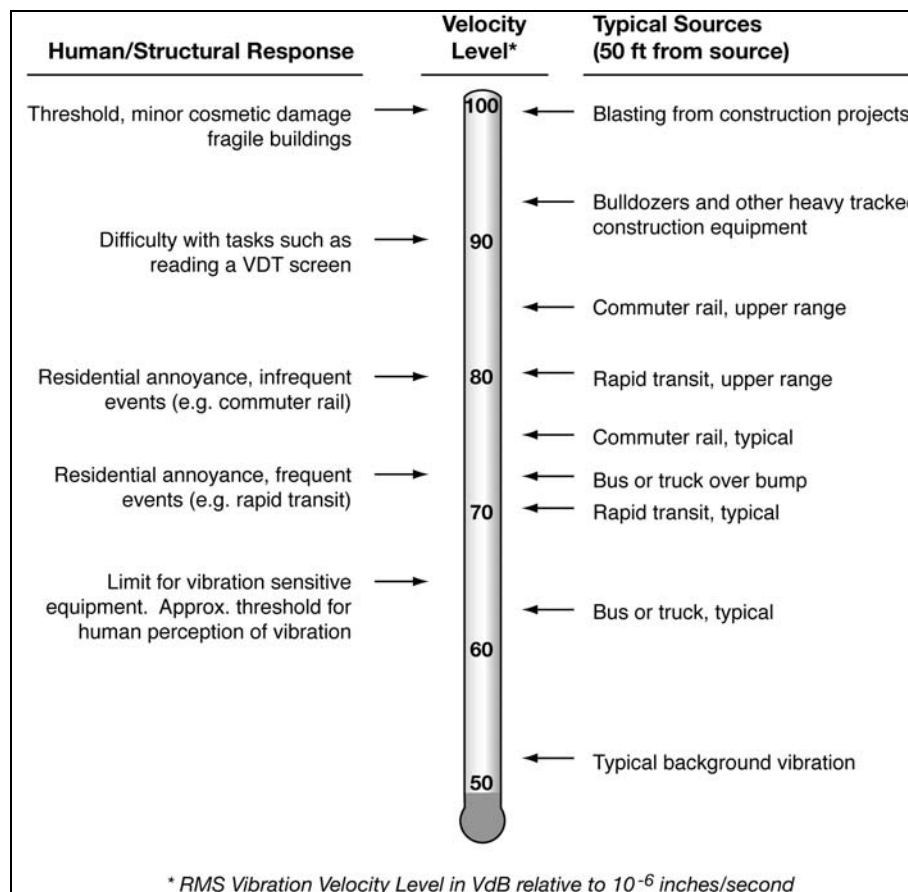 Human/Structural Response
Velocity
Level*
Typical Sources
(50 ft from source)
Threshold, minor cosmetic damage
fragile buildings
Difficulty with tasks such as
reading a VDT screen
Residential annoyance, infrequent
events (e.g. commuter rail)
Residential annoyance, frequent
events (e.g. rapid transit)
Limit for vibration sensitive
equipment. Approx. threshold for
human perception of vibration
100
90
80
70
60
50
Blasting from construction projects
Bulldozers and other heavy tracked
construction equipment
Commuter rail, upper range
Rapid transit, upper range
Commuter rail, typical
Bus or truck over bump
Rapid transit, typical
Bus or truck, typical
Typical background vibration
* RMS Vibration Velocity Level in VdB relative to 10⁻⁶ inches/second